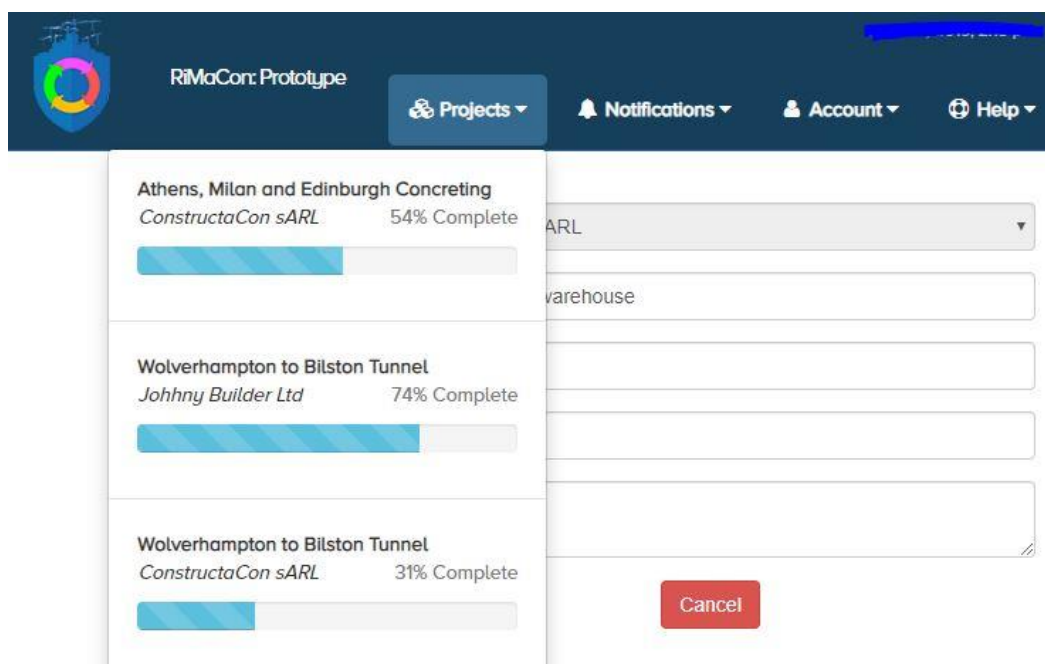 RiMaCon: Prototype
Projects
Notifications
Account
Help
Athens, Milan and Edinburgh Concreting
ConstructaCon sARL 54% Complete
ARL
warehouse
Wolverhampton to Bilston Tunnel
Johhny Builder Ltd 74% Complete
Wolverhampton to Bilston Tunnel
ConstructaCon sARL 31% Complete
Cancel